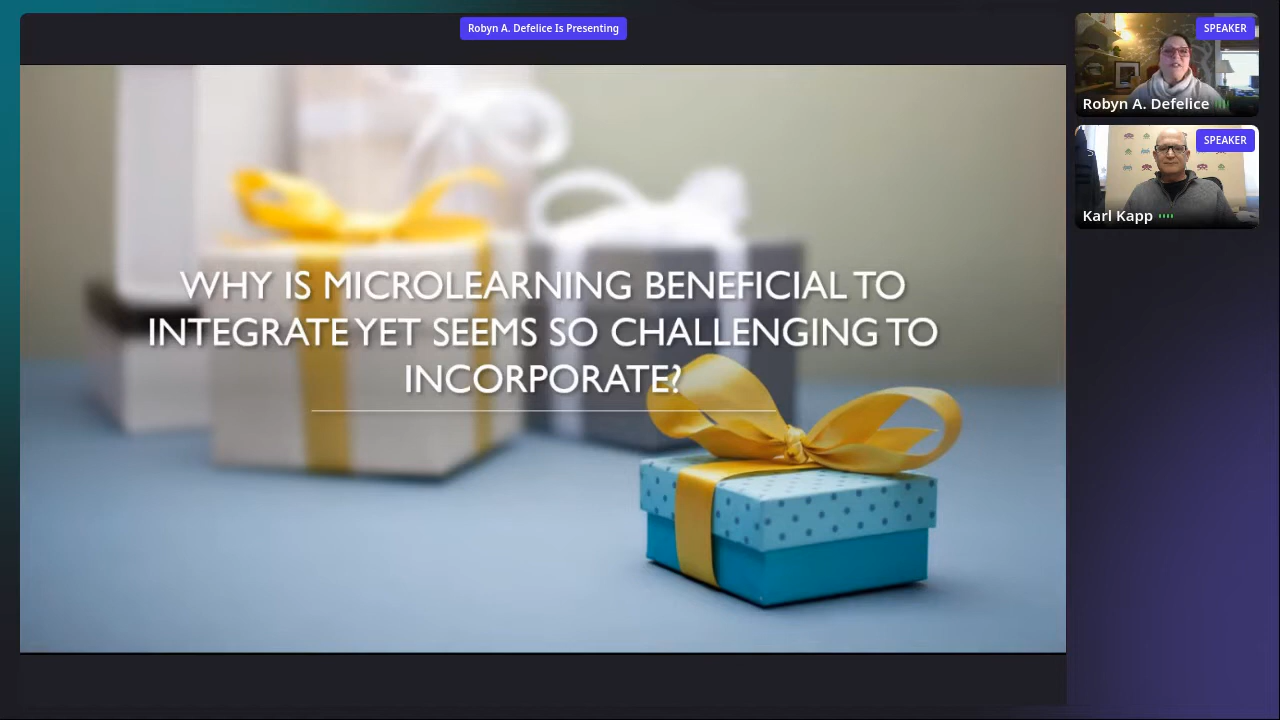 Robyn A. Defelice Is Presenting
SPEAKER
Robyn A. Defelice
SPEAKER
Karl Kapp
WHY IS MICROLEARNING BENEFICIAL TO
INTEGRATE YET SEEMS SO CHALLENGING TO
INCORPORATE?